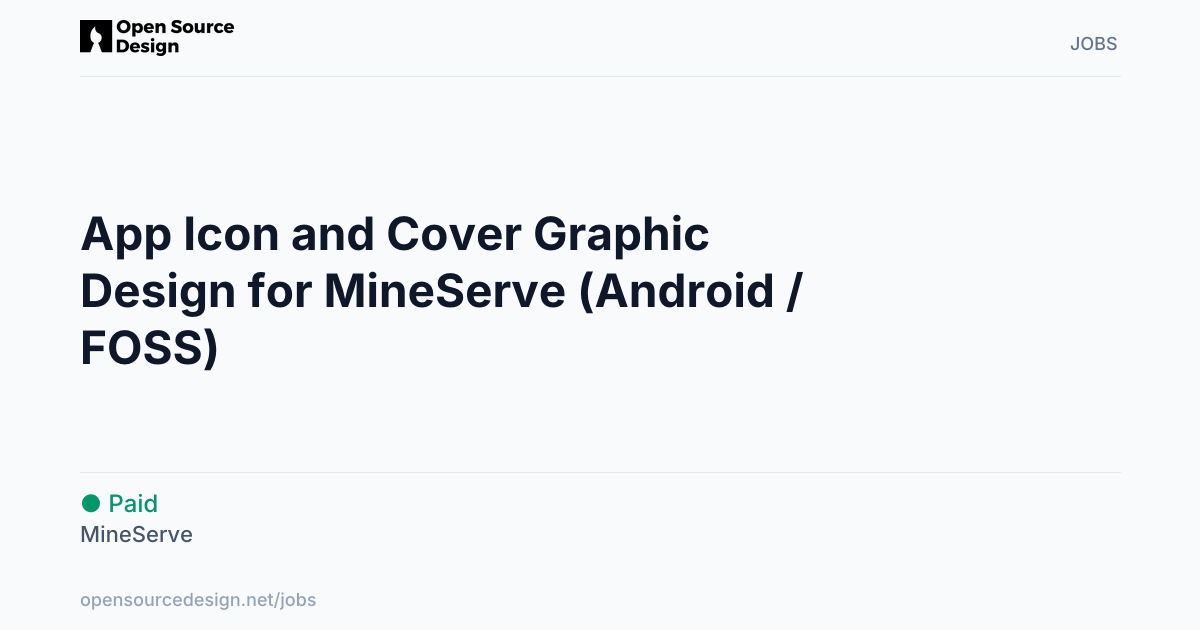 Open Source
Design
JOBS
App Icon and Cover Graphic
Design for MineServe (Android /
FOSS)
Paid
MineServe
opensourcedesign.net/jobs